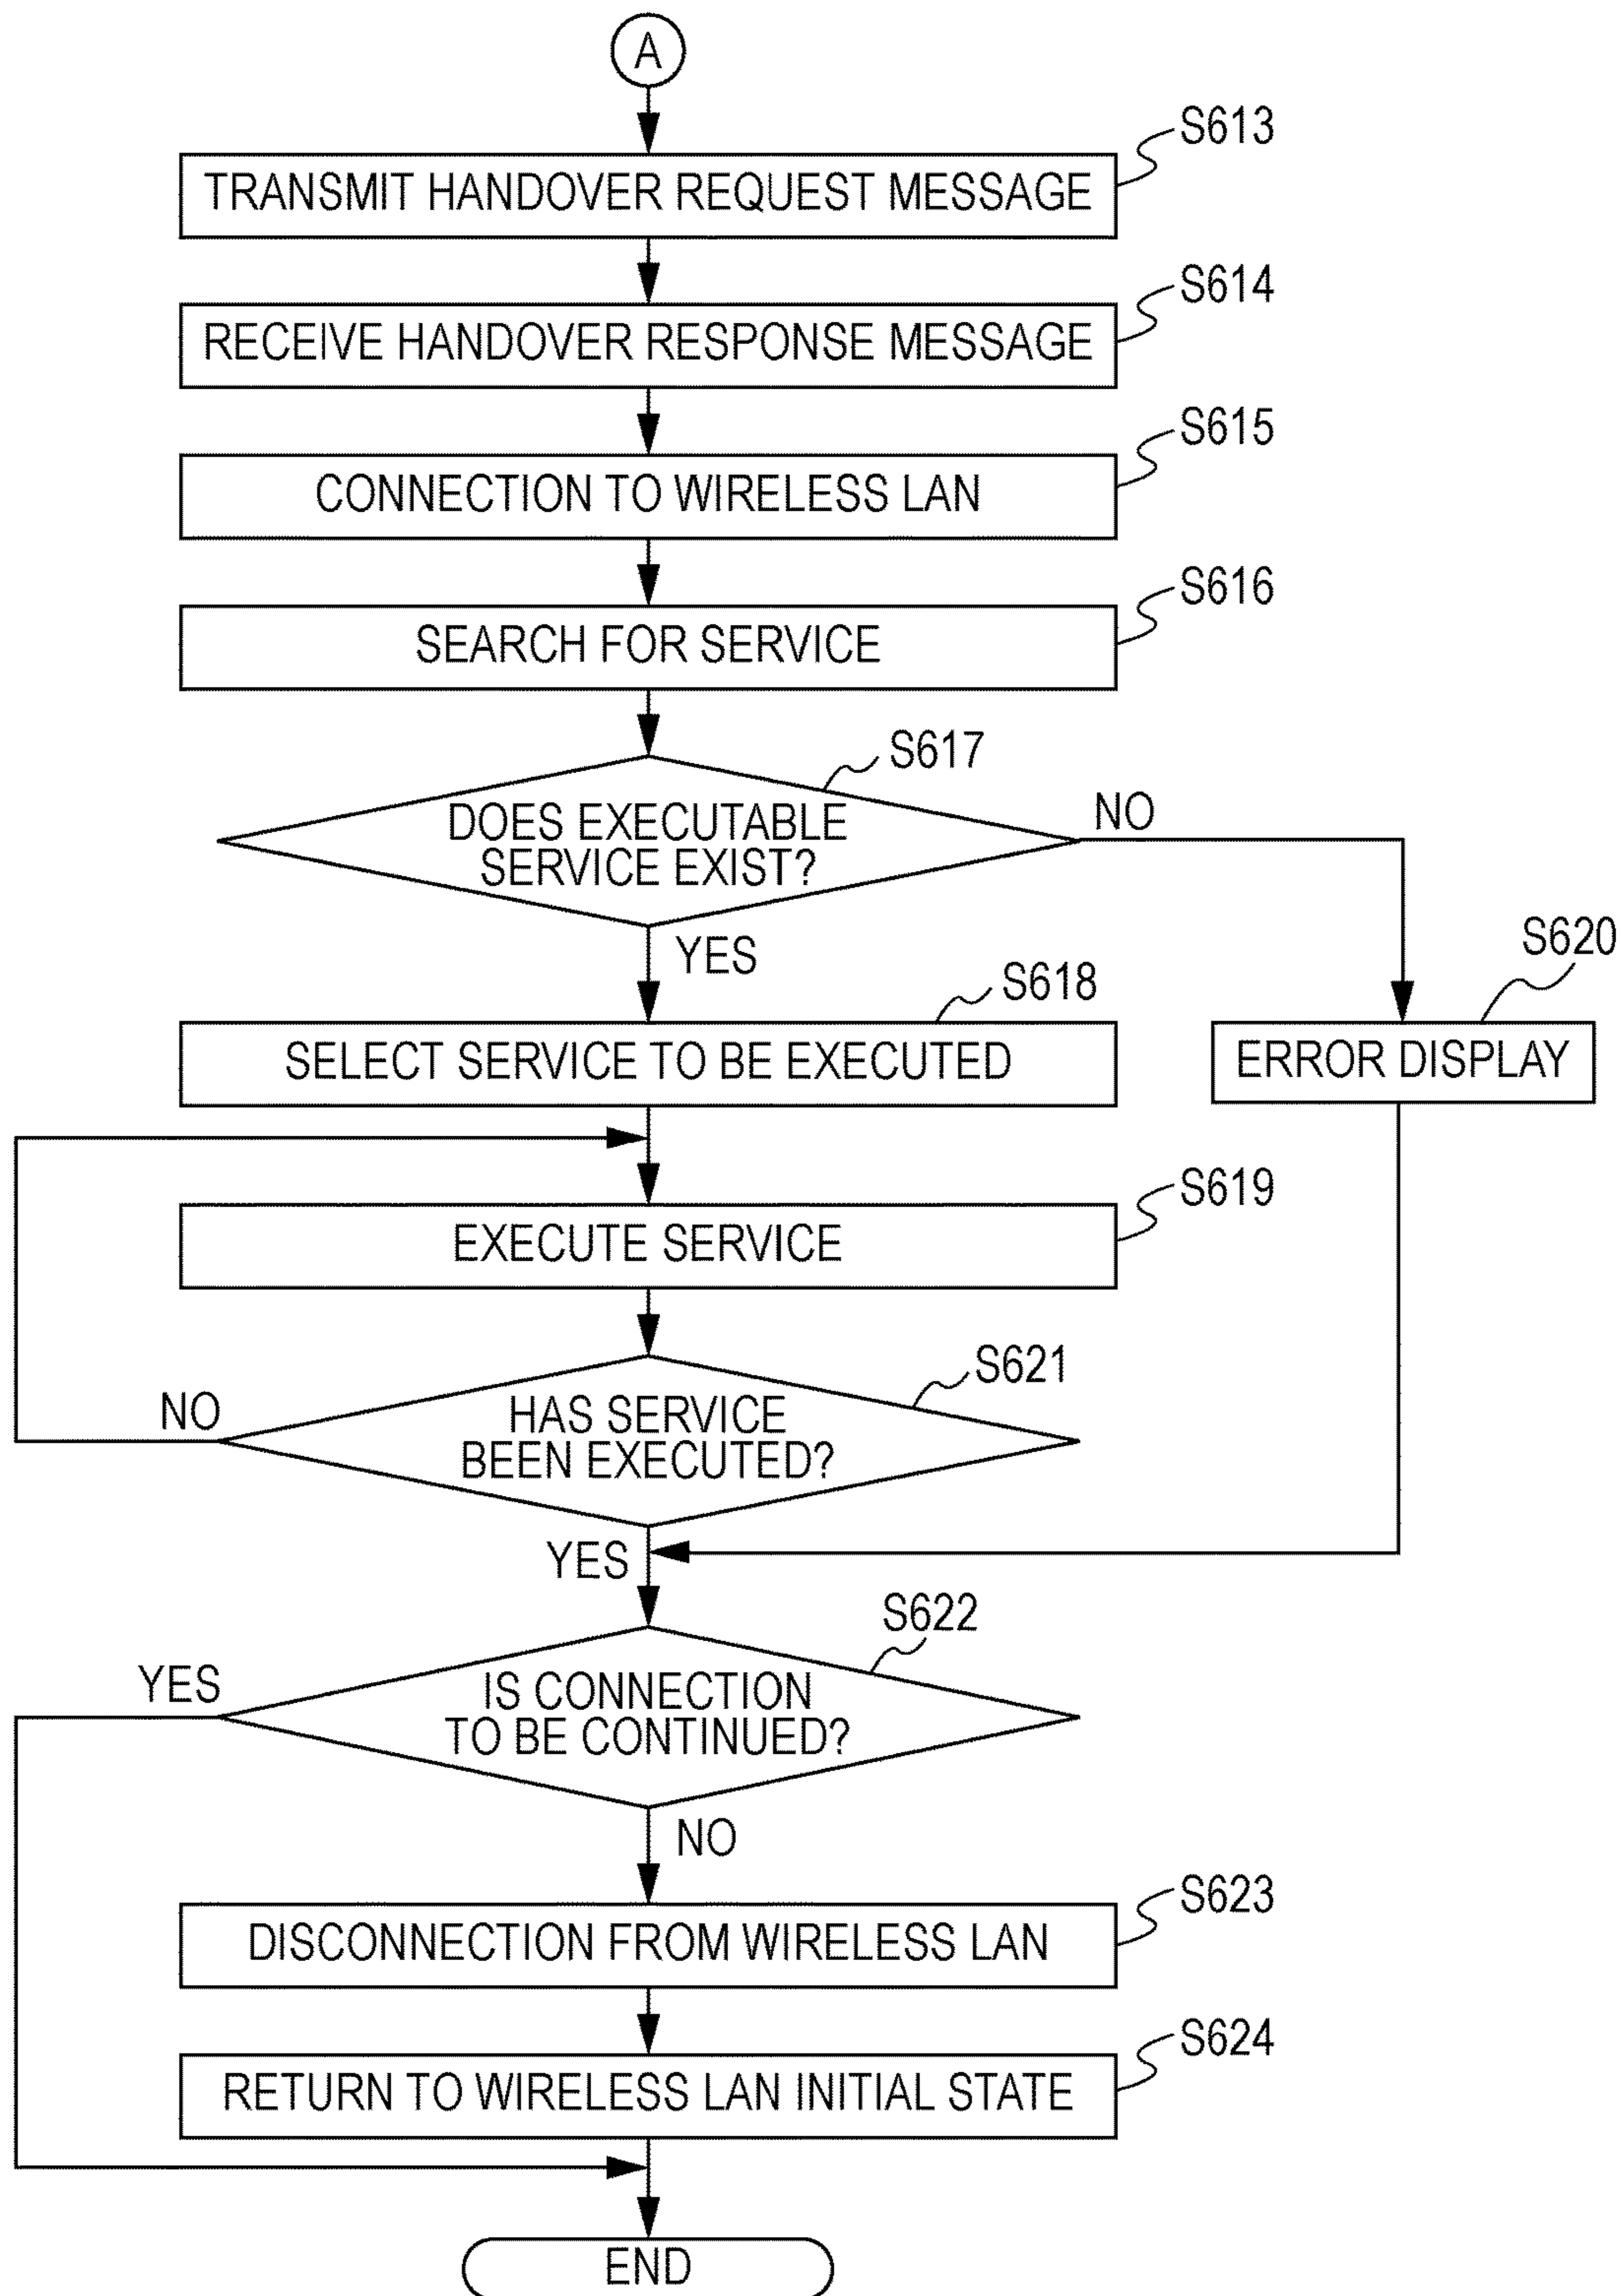 A
S613
TRANSMIT HANDOVER REQUEST MESSAGE
S614
RECEIVE HANDOVER RESPONSE MESSAGE
S615
CONNECTION TO WIRELESS LAN
S616
SEARCH FOR SERVICE
S617
DOES EXECUTABLE
SERVICE EXIST?
NO
YES
S618
SELECT SERVICE TO BE EXECUTED
S620
ERROR DISPLAY
S619
EXECUTE SERVICE
S621
HAS SERVICE
BEEN EXECUTED?
NO
YES
S622
IS CONNECTION
TO BE CONTINUED?
YES
NO
S623
DISCONNECTION FROM WIRELESS LAN
S624
RETURN TO WIRELESS LAN INITIAL STATE
END